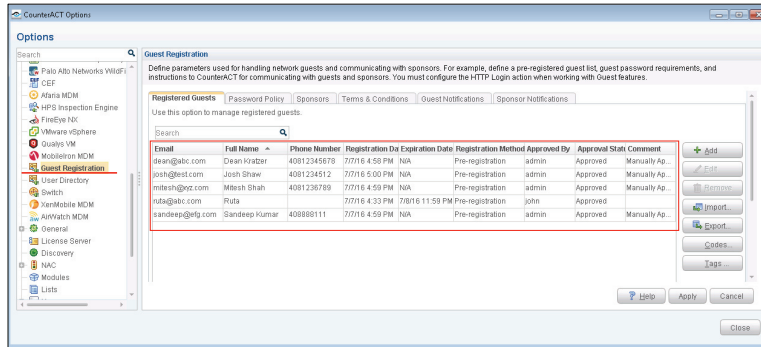 CounterACT Options
Options
Search
Palo Alto Networks WildFi
CEF
Afaria MDM
HPS Inspection Engine
FireEye NX
VMware vSphere
Qualys VM
MobileIron MDM
Guest Registration
User Directory
Switch
XenMobile MDM
AirWatch MDM
General
License Server
Discovery
NAC
Modules
Lists
Guest Registration
Define parameters used for handling network guests and communicating with sponsors. For example, define a pre-registered guest list, guest password requirements, and
instructions to CounterACT for communicating with guests and sponsors. You must configure the HTTP Login action when working with Guest features.
Registered Guests Password Policy Sponsors Terms & Conditions Guest Notifications Sponsor Notifications
Use this option to manage registered guests.
Search
Email Full Name Phone Number Registration Da Expiration Date Registration Method Approved By Approval Statu Comment
dean@abc.com Dean Kratzer 40812345678 7/7/16 4:58 PM N/A Pre-registration admin Approved Manually Ap...
josh@test.com Josh Shaw 4081234512 7/7/16 5:00 PM N/A Pre-registration admin Approved Manually Ap...
mitesh@xyz.com Mitesh Shah 4081236789 7/7/16 4:59 PM N/A Pre-registration admin Approved Manually Ap...
ruta@abc.com Ruta 7/7/16 4:33 PM 7/8/16 11:59 PM Pre-registration john Approved
sandeep@efg.com Sandeep Kumar 408888111 7/7/16 4:59 PM N/A Pre-registration admin Approved Manually Ap...
Add
Edit
Remove
Import...
Export...
Codes...
Tags...
Help Apply Cancel
Close